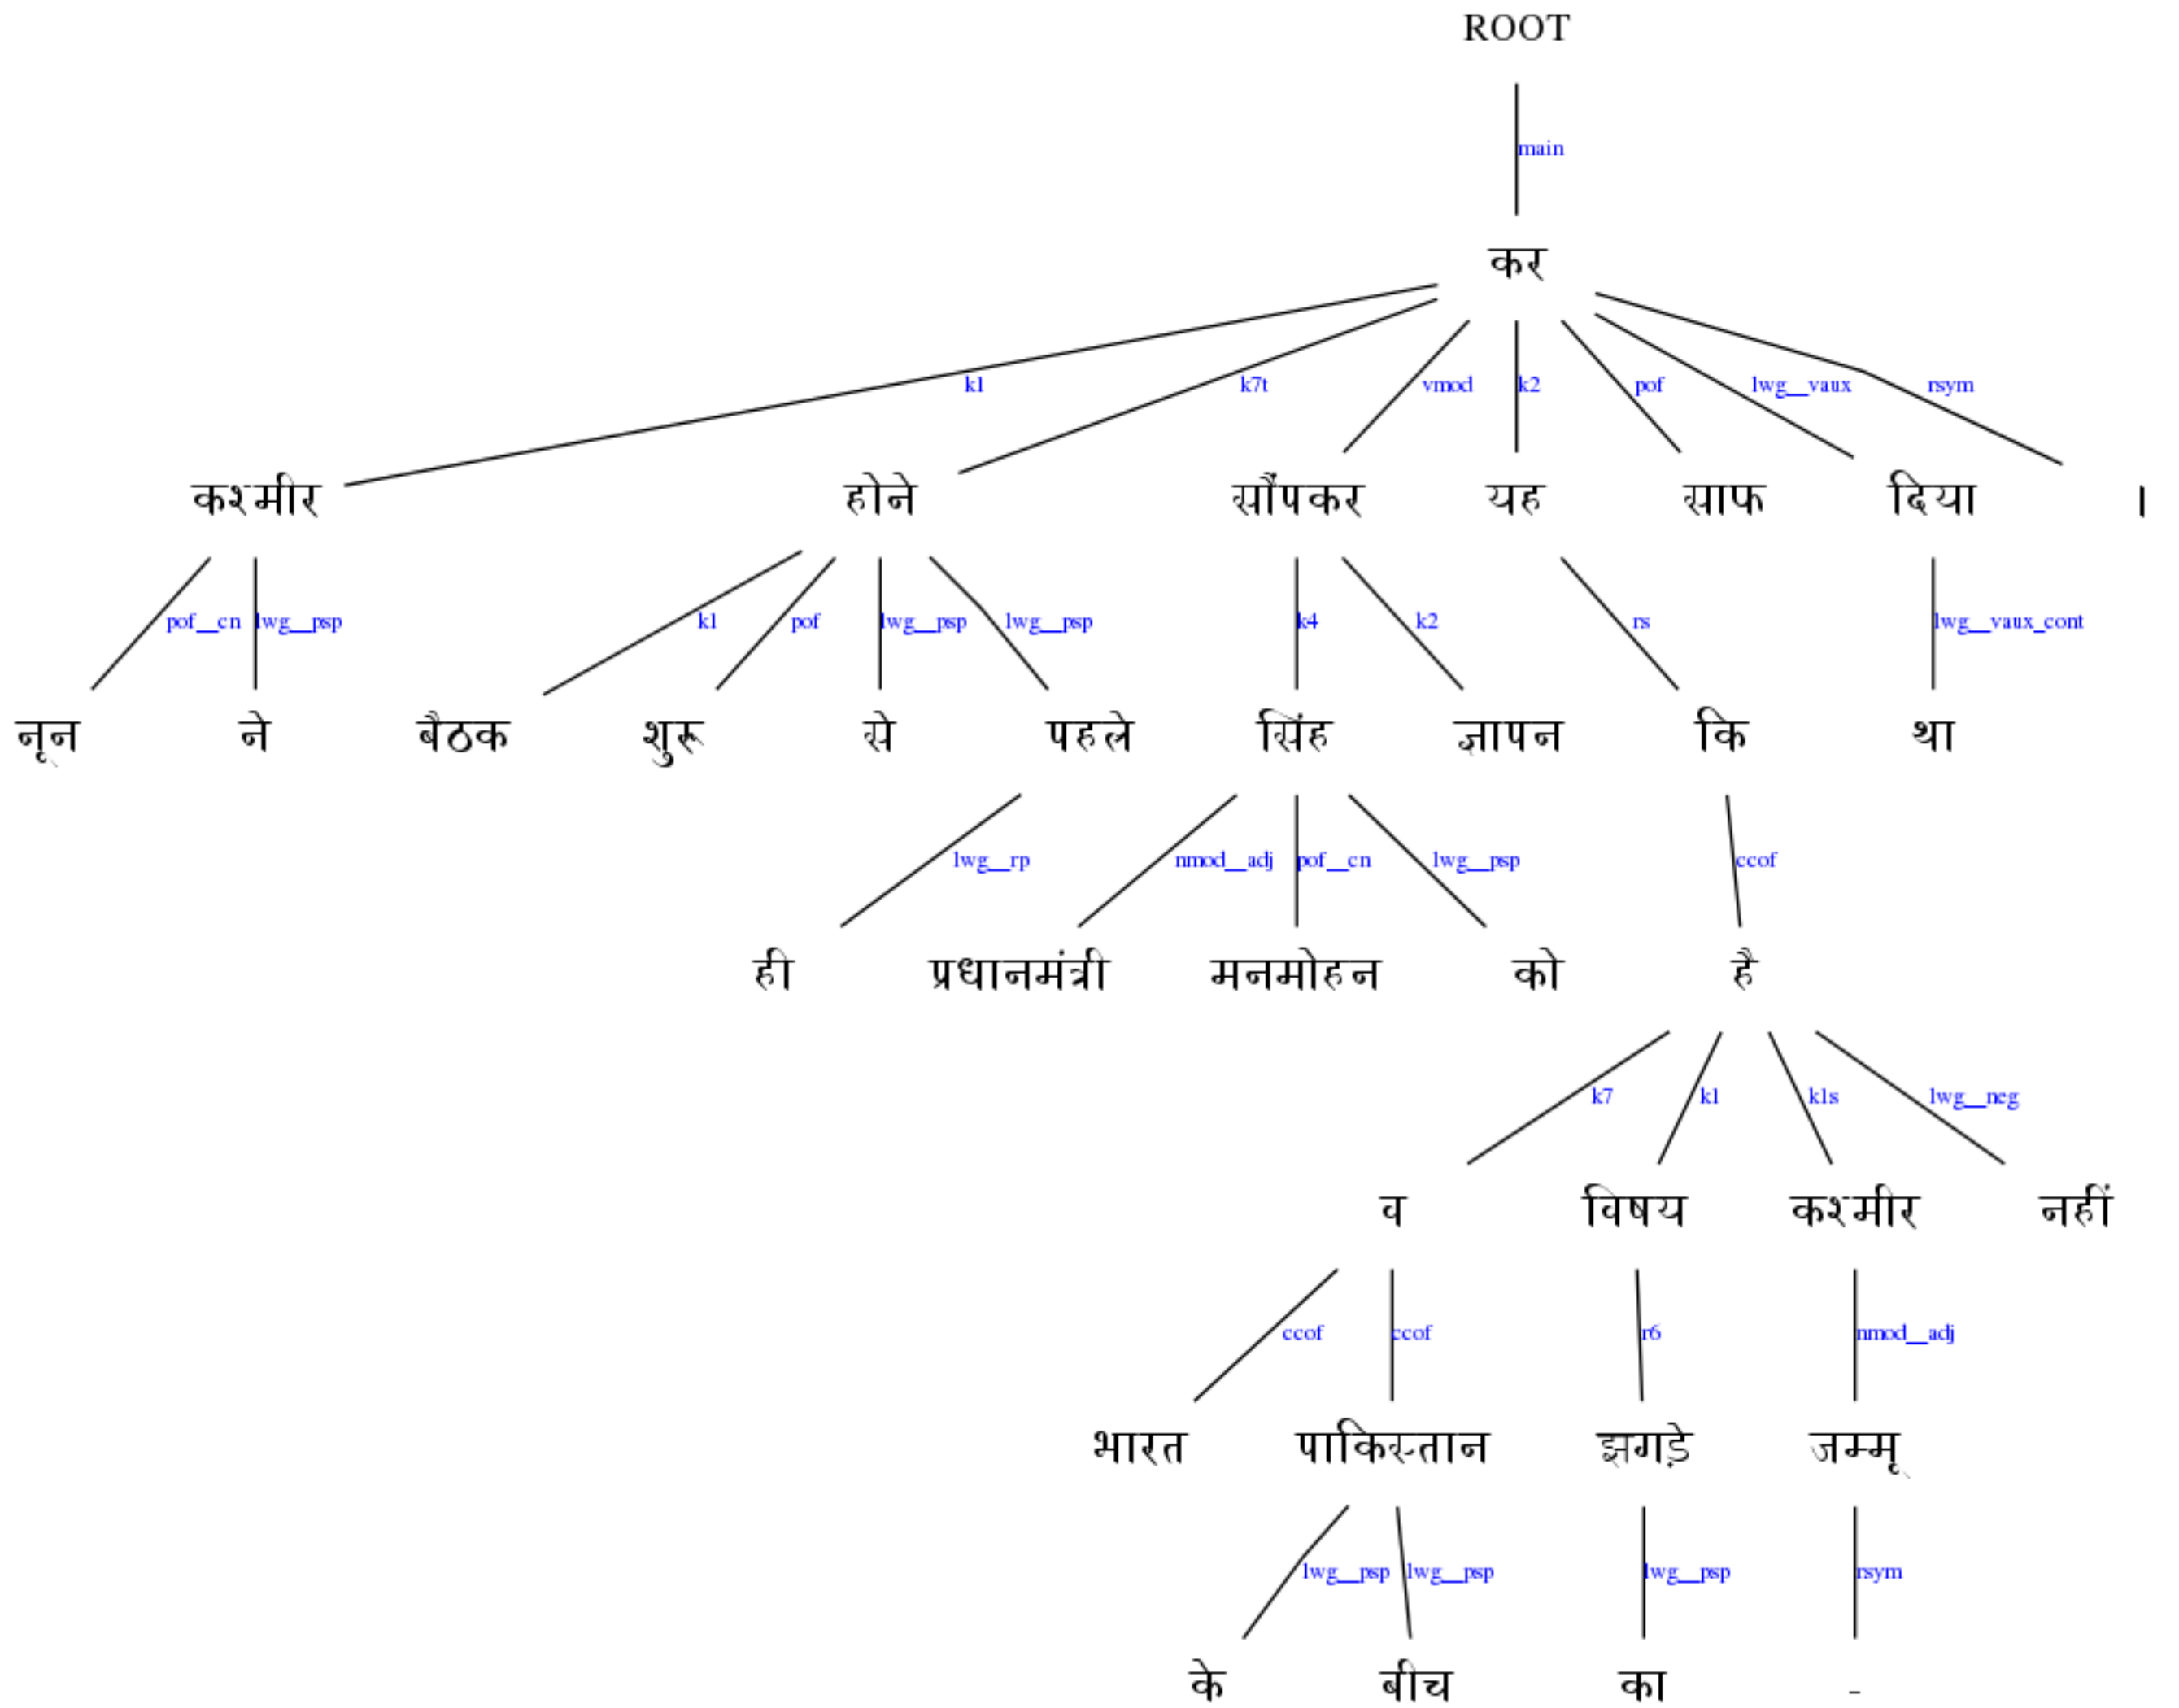 ROOT
main
कर
k1 k7t vmod k2 pof lwg__vaux rsym
कश्मीर होने सौंपकर यह साफ दिया ।
pof__cn lwg__psp k1 pof lwg__psp lwg__psp k4 k2 rs lwg__vaux_cont
नून ने बैठक शुरू से पहले सिंह ज्ञापन कि था
lwg__rp nmod__adj pof__cn lwg__psp ccof
ही प्रधानमंत्री मनमोहन को है
k7 k1 k1s lwg__neg
व विषय कश्मीर नहीं
ccof ccof r6 nmod__adj
भारत पाकिस्तान झगड़े जम्मू
lwg__psp lwg__psp lwg__psp rsym
के बीच का -